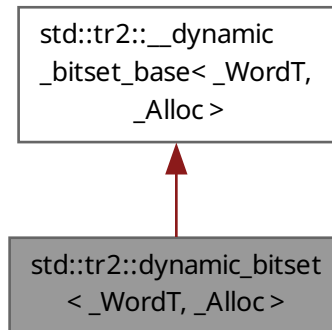 std::tr2::__dynamic
_bitset_base< _WordT,
_Alloc >
std::tr2::dynamic_bitset
< _WordT, _Alloc >